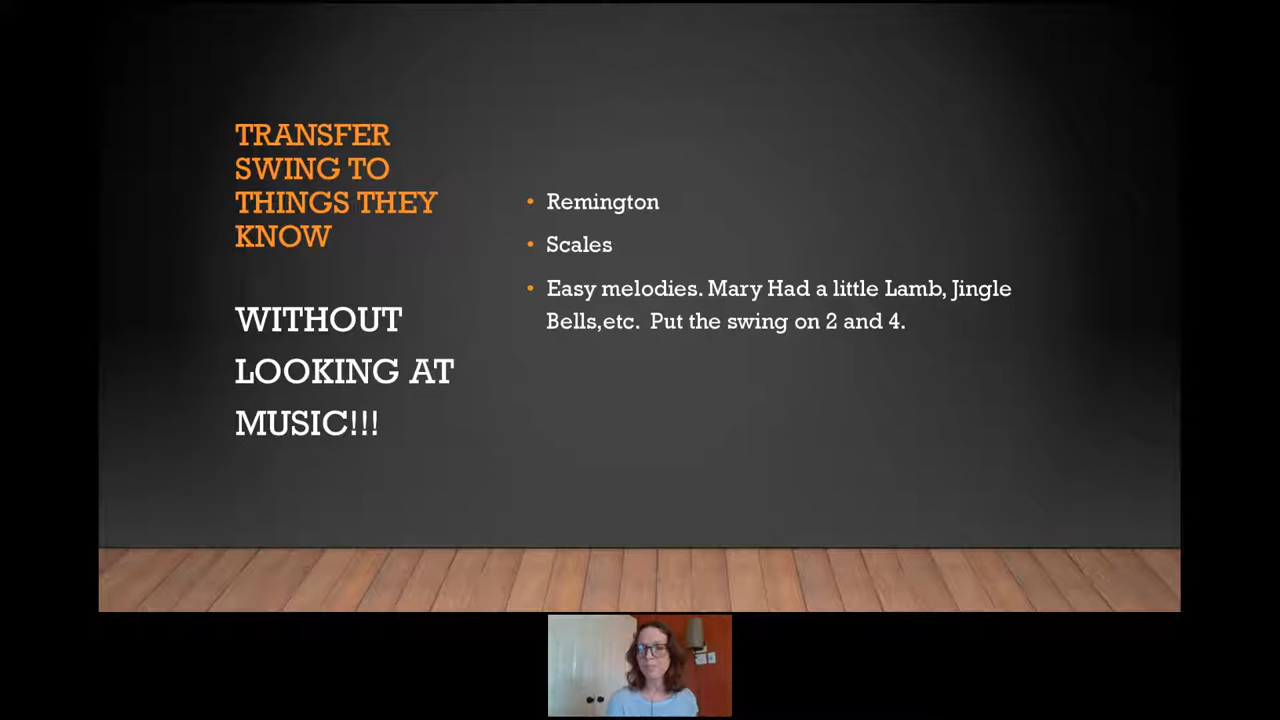 TRANSFER
SWING TO
THINGS THEY
KNOW
WITHOUT
LOOKING AT
MUSIC!!!
• Remington
• Scales
• Easy melodies. Mary Had a little Lamb, Jingle
Bells,etc.  Put the swing on 2 and 4.